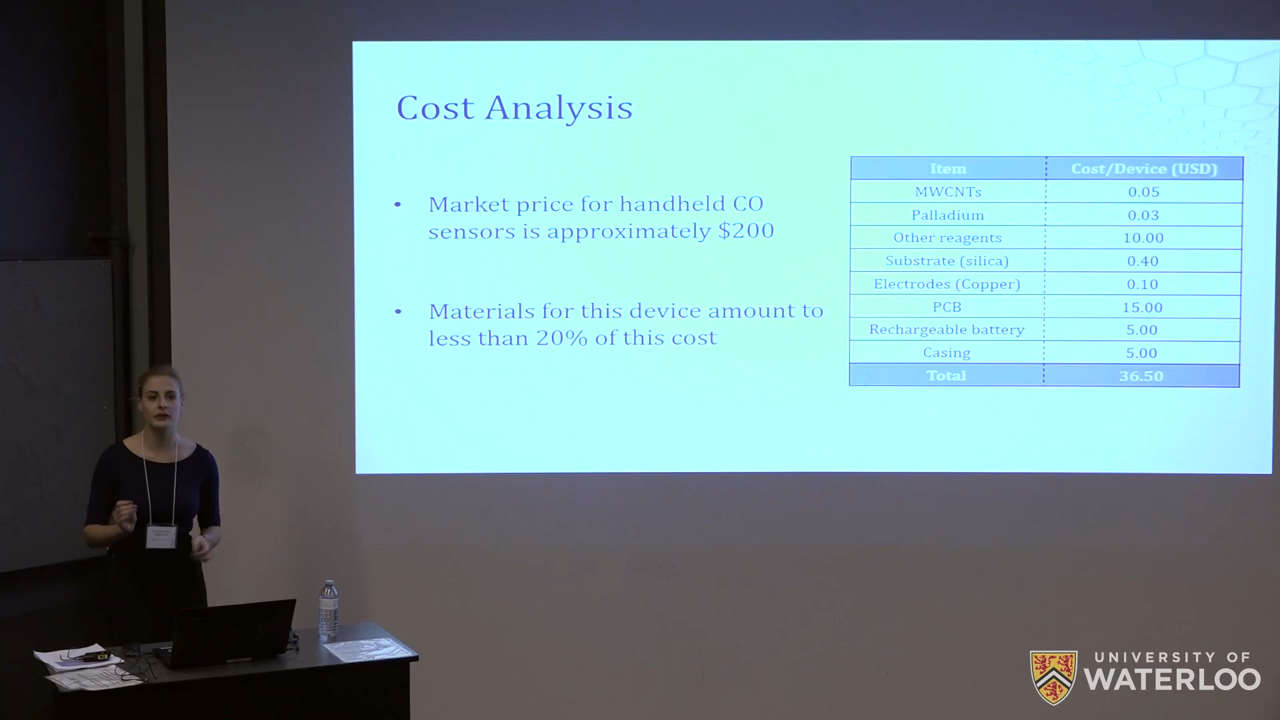 Cost Analysis
• Market price for handheld CO
sensors is approximately $200
• Materials for this device amount to
less than 20% of this cost
Item Cost/Device (USD)
MWCNTs 0.05
Palladium 0.03
Other reagents 10.00
Substrate (silica) 0.40
Electrodes (Copper) 0.10
PCB 15.00
Rechargeable battery 5.00
Casing 5.00
Total 36.50
UNIVERSITY OF
WATERLOO